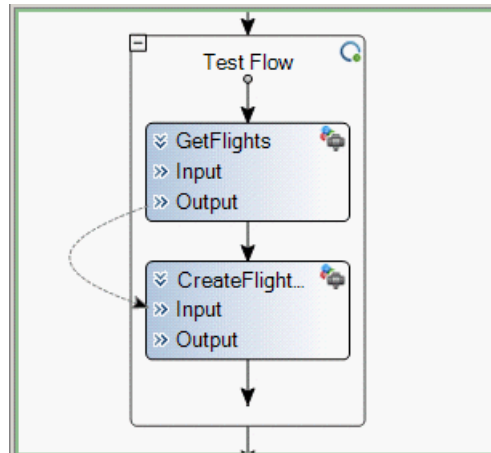 Test Flow
GetFlights
Input
Output
CreateFlight...
Input
Output